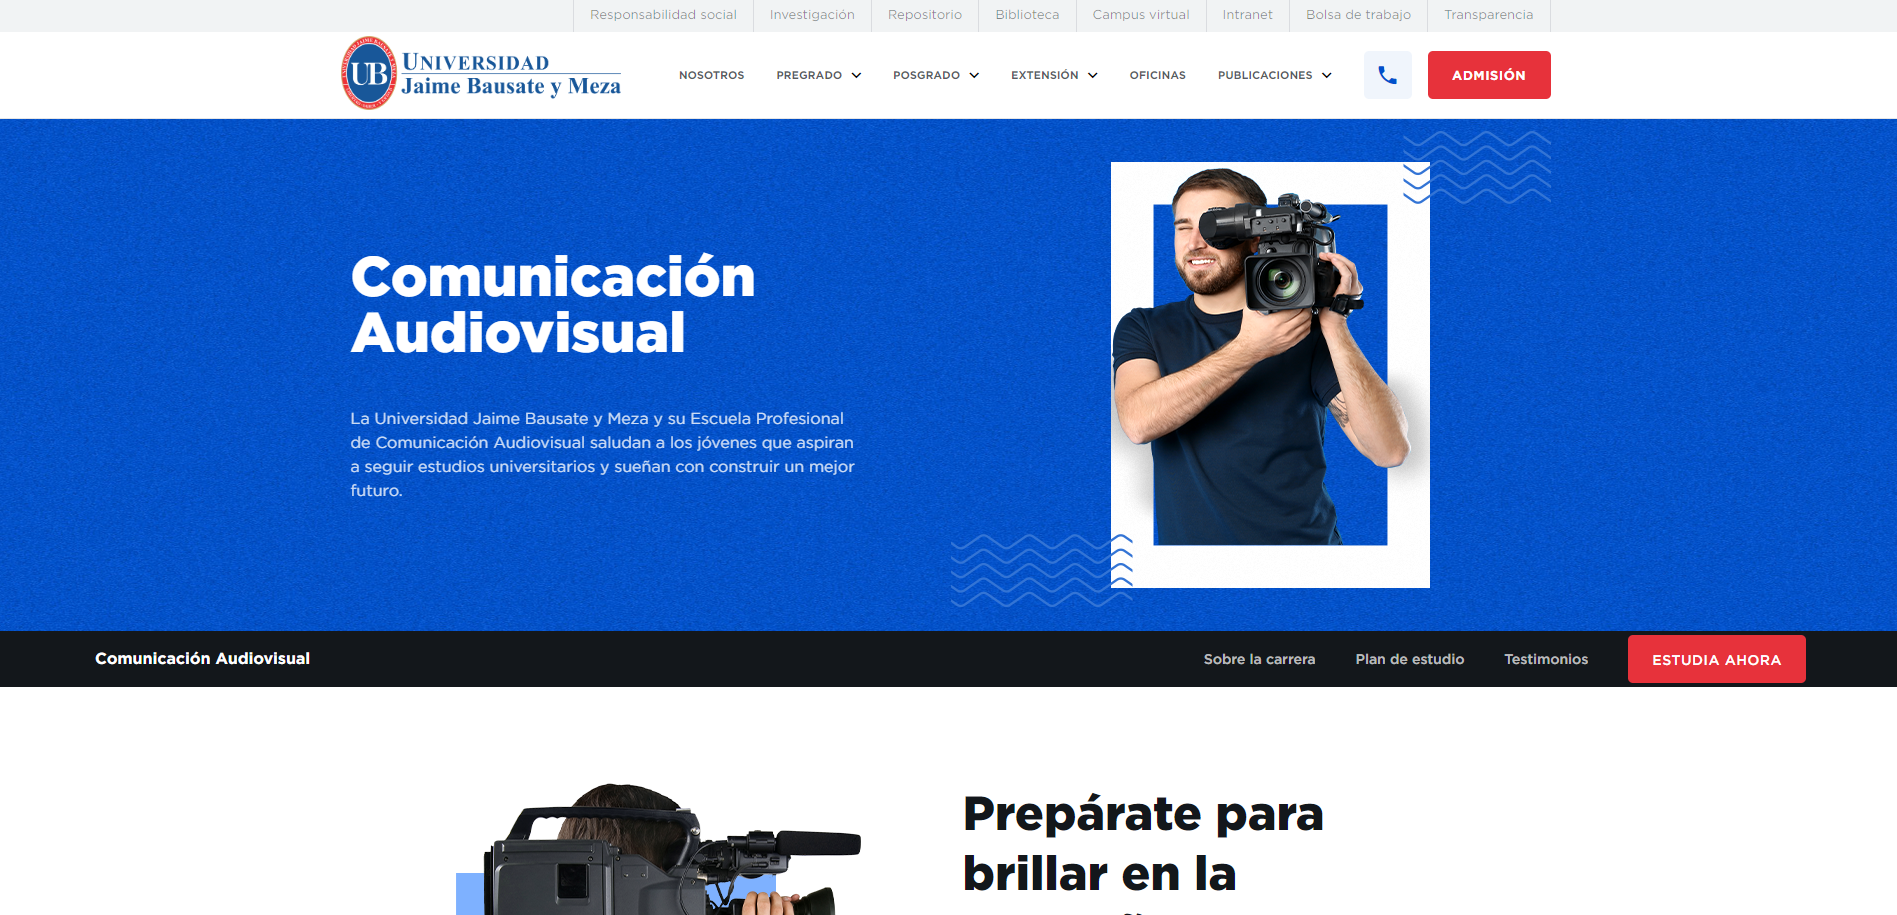 Responsabilidad social Investigación Repositorio Biblioteca Campus virtual Intranet Bolsa de trabajo Transparencia
UB
UNIVERSIDAD
Jaime Bausate y Meza
NOSOTROS PREGRADO POSGRADO EXTENSIÓN OFICINAS PUBLICACIONES
ADMISIÓN
Comunicación
Audiovisual
La Universidad Jaime Bausate y Meza y su Escuela Profesional
de Comunicación Audiovisual saludan a los jóvenes que aspiran
a seguir estudios universitarios y sueñan con construir un mejor
futuro.
Comunicación Audiovisual
Sobre la carrera Plan de estudio Testimonios ESTUDIA AHORA
Prepárate para
brillar en la